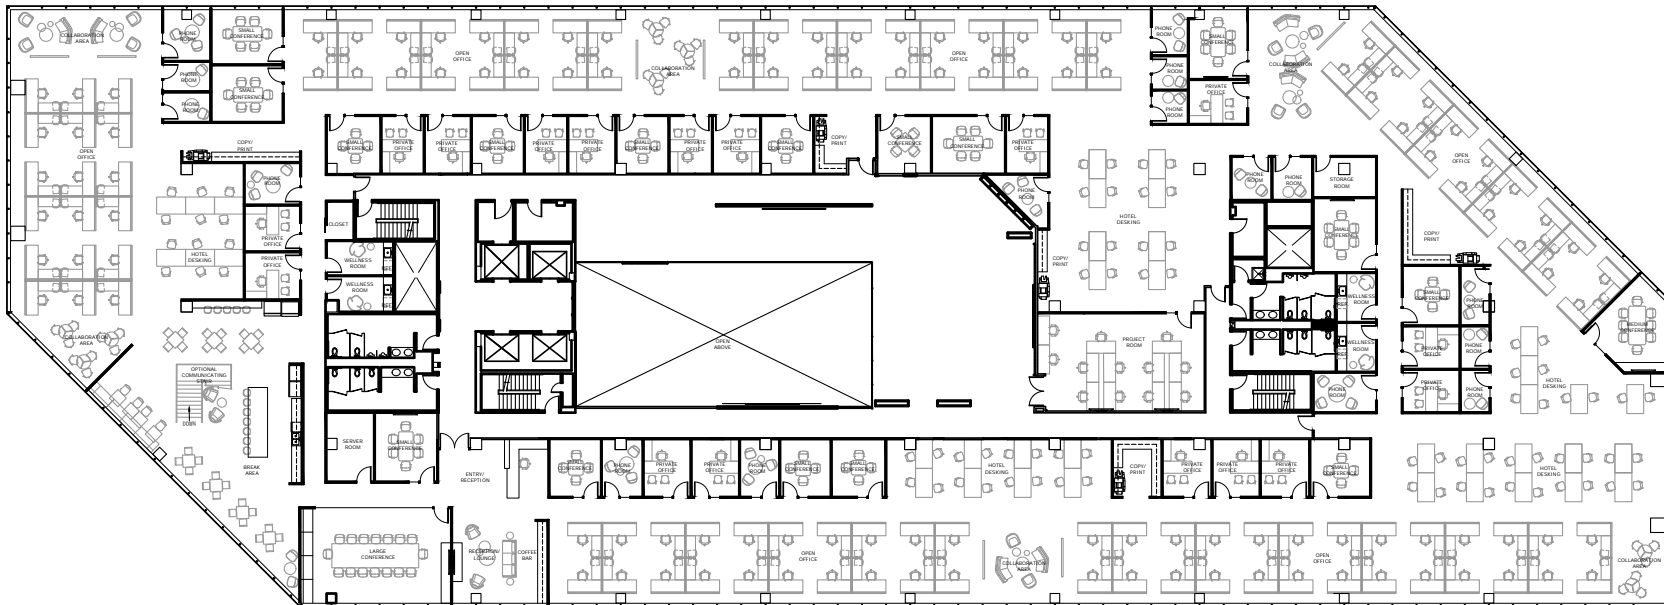 COLLABORATION
AREA
PHONE
ROOM
SMALL
CONFERENCE
OPEN
OFFICE
COLLABORATION
AREA
OPEN
OFFICE
PHONE
ROOM
SMALL
CONFERENCE
COLLABORATION
AREA
PHONE
ROOM
PHONE
ROOM
PRIVATE
OFFICE
SMALL
CONFERENCE
PHONE
ROOM
PHONE
ROOM
COPY/
PRINT
OPEN
OFFICE
SMALL
CONFERENCE
PRIVATE
OFFICE
PRIVATE
OFFICE
SMALL
CONFERENCE
PRIVATE
OFFICE
PRIVATE
OFFICE
SMALL
CONFERENCE
PRIVATE
OFFICE
PRIVATE
OFFICE
SMALL
CONFERENCE
COPY/
PRINT
SMALL
CONFERENCE
SMALL
CONFERENCE
PRIVATE
OFFICE
OPEN
OFFICE
PHONE
ROOM
PHONE
ROOM
PHONE
ROOM
PHONE
ROOM
STORAGE
ROOM
CLOSET
HOTEL
DESKING
SMALL
CONFERENCE
PRIVATE
OFFICE
COPY/
PRINT
HOTEL
DESKING
PRIVATE
OFFICE
WELLNESS
ROOM
REF.
COPY/
PRINT
WELLNESS
ROOM
REF.
WELLNESS
ROOM
REF.
SMALL
CONFERENCE
PHONE
ROOM
MEDIUM
CONFERENCE
COLLABORATION
AREA
OPEN
ABOVE
PROJECT
ROOM
WELLNESS
ROOM
REF.
PRIVATE
OFFICE
PHONE
ROOM
OPTIONAL
COMMUNICATING
STAIR
DOWN
PHONE
ROOM
PRIVATE
OFFICE
PHONE
ROOM
HOTEL
DESKING
SERVER
ROOM
SMALL
CONFERENCE
BREAK
AREA
ENTRY/
RECEPTION
SMALL
CONFERENCE
PHONE
ROOM
PRIVATE
OFFICE
PRIVATE
OFFICE
PHONE
ROOM
SMALL
CONFERENCE
SMALL
CONFERENCE
HOTEL
DESKING
COPY/
PRINT
PRIVATE
OFFICE
PRIVATE
OFFICE
PRIVATE
OFFICE
SMALL
CONFERENCE
HOTEL
DESKING
LARGE
CONFERENCE
RECEPTION/
LOUNGE
COFFEE
BAR
OPEN
OFFICE
COLLABORATION
AREA
OPEN
OFFICE
COLLABORATION
AREA